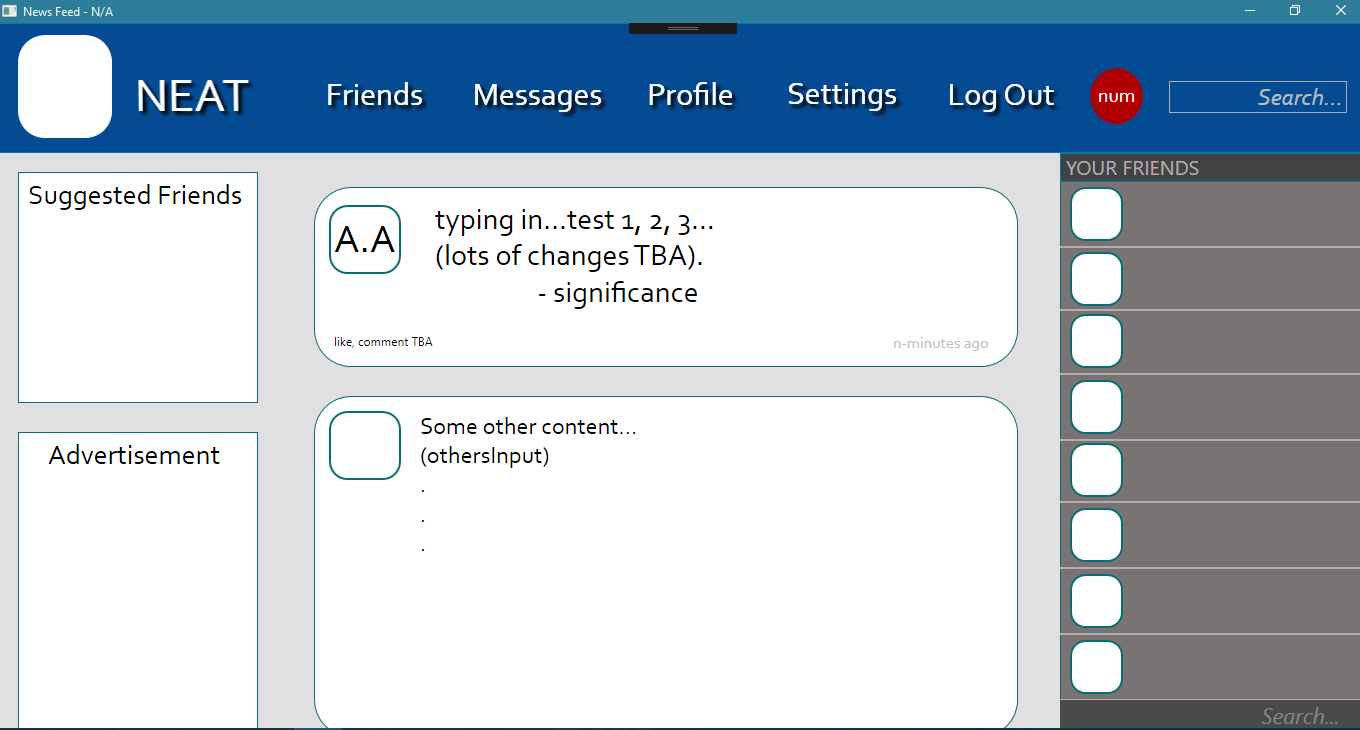 News Feed - N/A
NEAT
Friends
Messages
Profile
Settings
Log Out
num
Search...
Suggested Friends
Advertisement
A.A
typing in...test 1, 2, 3...
(lots of changes TBA).
- significance
like, comment TBA
n-minutes ago
Some other content...
(othersInput)
.
.
.
YOUR FRIENDS
Search...